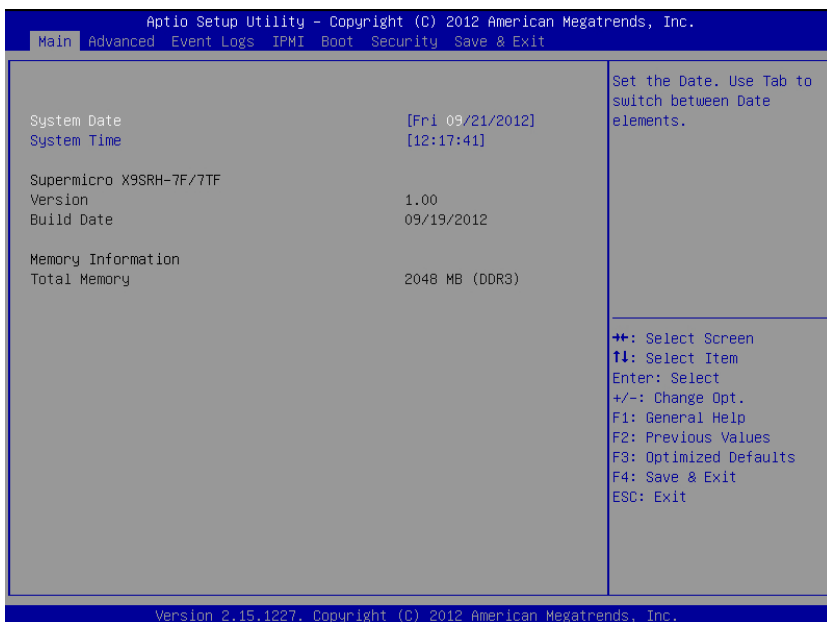 Aptio Setup Utility - Copyright (C) 2012 American Megatrends, Inc.
Main Advanced Event Logs IPMI Boot Security Save & Exit
System Date [Fri 09/21/2012]
System Time [12:17:41]
Supermicro X9SRH-7F/7TF
Version 1.00
Build Date 09/19/2012
Memory Information
Total Memory 2048 MB (DDR3)
Set the Date. Use Tab to
switch between Date
elements.
→←: Select Screen
↑↓: Select Item
Enter: Select
+/-: Change Opt.
F1: General Help
F2: Previous Values
F3: Optimized Defaults
F4: Save & Exit
ESC: Exit
Version 2.15.1227. Copyright (C) 2012 American Megatrends, Inc.